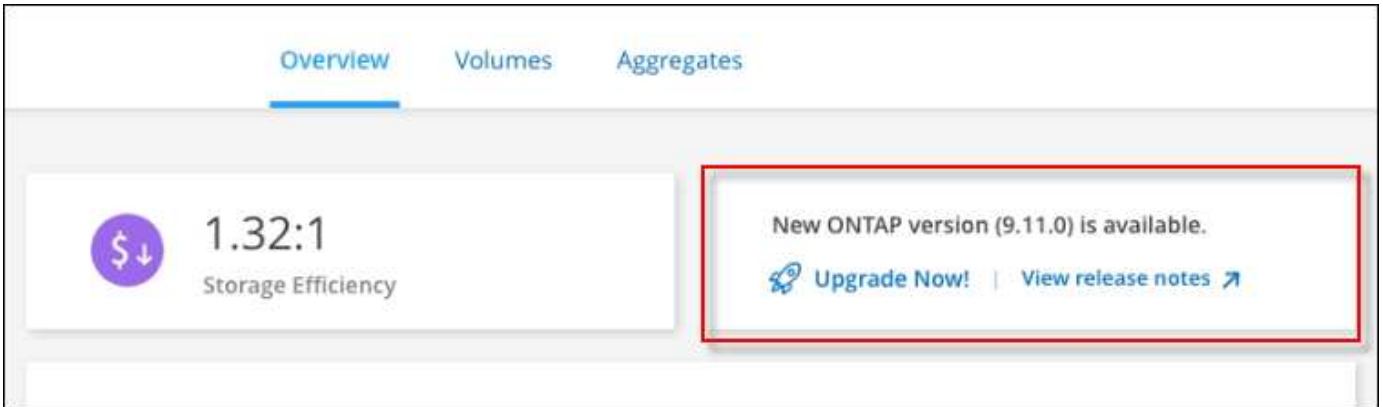 Overview Volumes Aggregates
1.32:1
Storage Efficiency
New ONTAP version (9.11.0) is available.
Upgrade Now! | View release notes